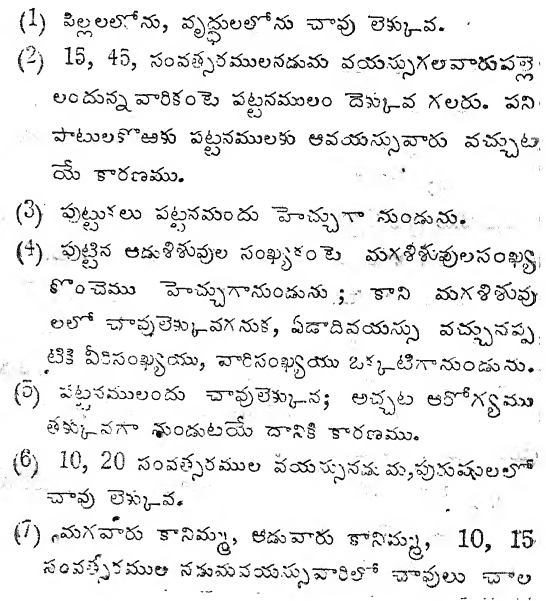 (1) పిల్లలలోను, వృద్ధులలోను చావు లెక్కువ.
(2) 15, 45, సంవత్సరములనడుమ వయస్సుగలవారుపల్లె
లందున్న వారికంటె పట్టనములం దెక్కువ గలరు. పని
పాటులకొఱకు పట్టనములకు ఆవయస్సువారు వచ్చుట
యే కారణము.
(3) పుట్టుకలు పట్టనమందు హెచ్చుగా నుండును.
(4) పుట్టిన ఆడుశిశువుల సంఖ్యకంటె మగశిశువులసంఖ్య
కొంచెము హెచ్చుగానుండును; కాని మగశిశువు
లలో చావులెక్కువగనుక, ఏడాదివయస్సు వచ్చునప్ప
టికి వీరిసంఖ్యయు, వారిసంఖ్యయు ఒక్కటిగానుండును.
(5) పట్టనములందు చావులెక్కువ; అచ్చట ఆరోగ్యము
తక్కువగా నుండుటయే దానికి కారణము.
(6) 10, 20 సంవత్సరముల వయస్సునడుమ,పురుషులలో
చావు లెక్కువ.
(7) మగవారు కానిమ్ము, ఆడువారు కానిమ్ము, 10, 15
సంవత్సరముల నడుమవయస్సువారిలో చావులు చాల